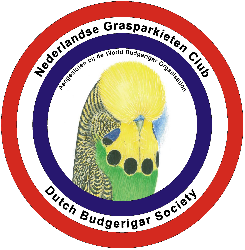 Nederlandse Grasparkieten Club
Aangesloten bij de World Budgerigar Organisation
Dutch Budgerigar Society